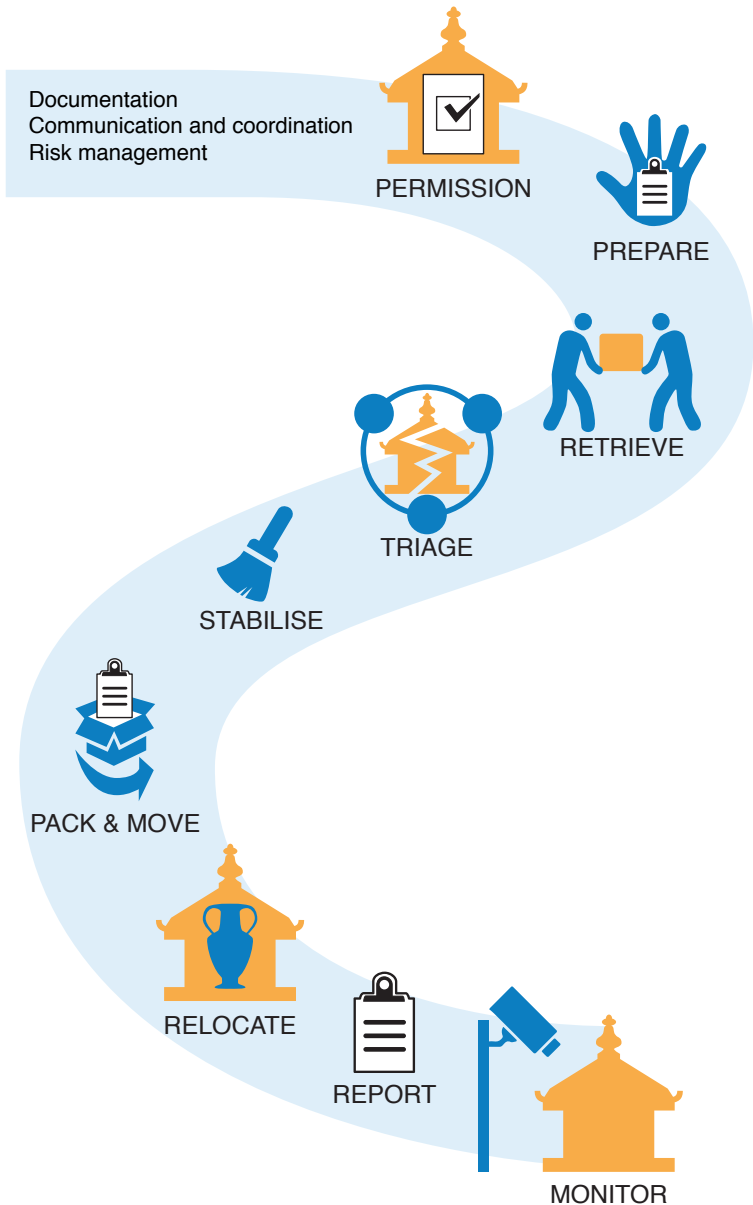 Documentation
Communication and coordination
Risk management
PERMISSION
PREPARE
RETRIEVE
TRIAGE
STABILISE
PACK & MOVE
RELOCATE
REPORT
MONITOR